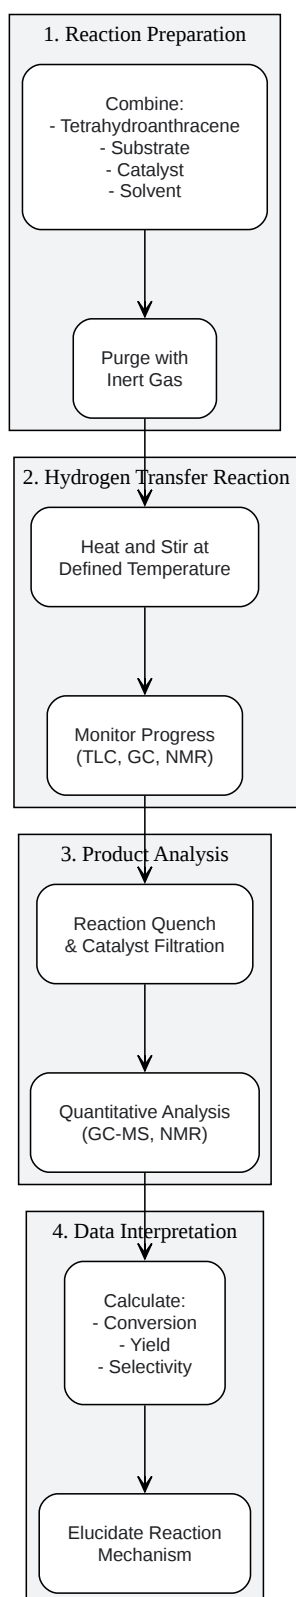 1. Reaction Preparation
Combine:
- Tetrahydroanthracene
- Substrate
- Catalyst
- Solvent
Purge with
Inert Gas
2. Hydrogen Transfer Reaction
Heat and Stir at
Defined Temperature
Monitor Progress
(TLC, GC, NMR)
3. Product Analysis
Reaction Quench
& Catalyst Filtration
Quantitative Analysis
(GC-MS, NMR)
4. Data Interpretation
Calculate:
- Conversion
- Yield
- Selectivity
Elucidate Reaction
Mechanism